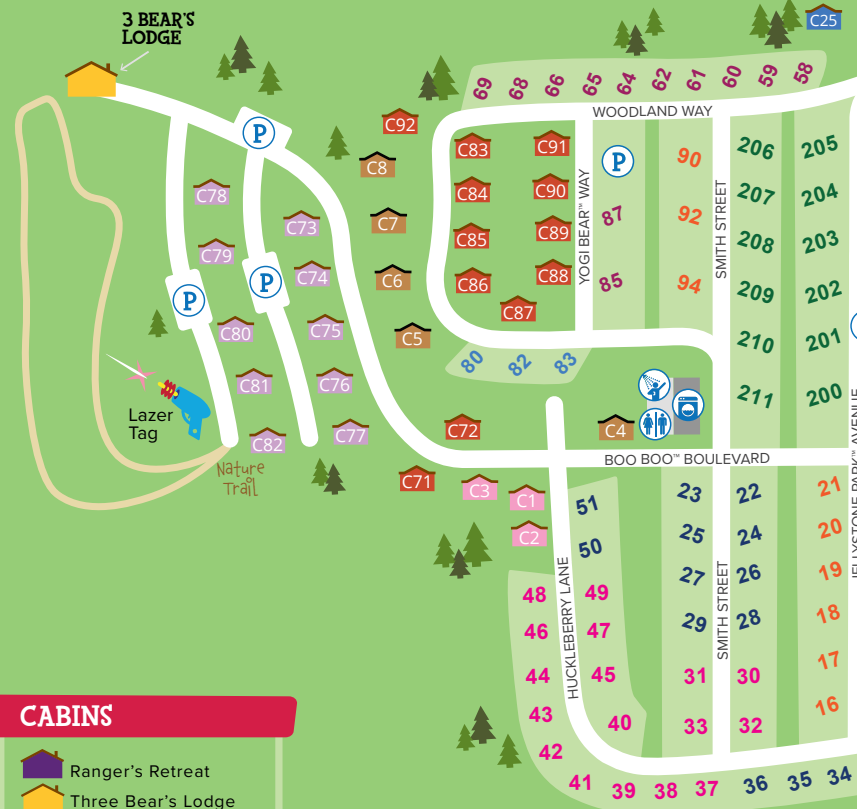 3 BEAR'S
LODGE
C25
69 68 66 65 64 62 61 60 59 58
WOODLAND WAY
C92
P
C8
C83 C91
P
90
206 205
C78
C84 C90
YOGI BEAR™ WAY
87
92
SMITH STREET
207 204
C73
C7
C85 C89
208 203
C79
C74
C6
C86 C88
85
94
209 202
P
P
C87
C80
C75
C5
80 82 83
210 201
C81
C76
211 200
Lazer
Tag
C82
C77
C72
C4
Nature
Trail
BOO BOO™ BOULEVARD
JELLYSTONE PARK™ AVENUE
C71
C3
C1
C2
51
23 22
21
50
25 24
20
HUCKLEBERRY LANE
SMITH STREET
27 26
19
48 49
29 28
18
46 47
44 45
31 30
17
43
40
33 32
16
42
41 39 38 37 36 35 34
CABINS
Ranger's Retreat
Three Bear's Lodge